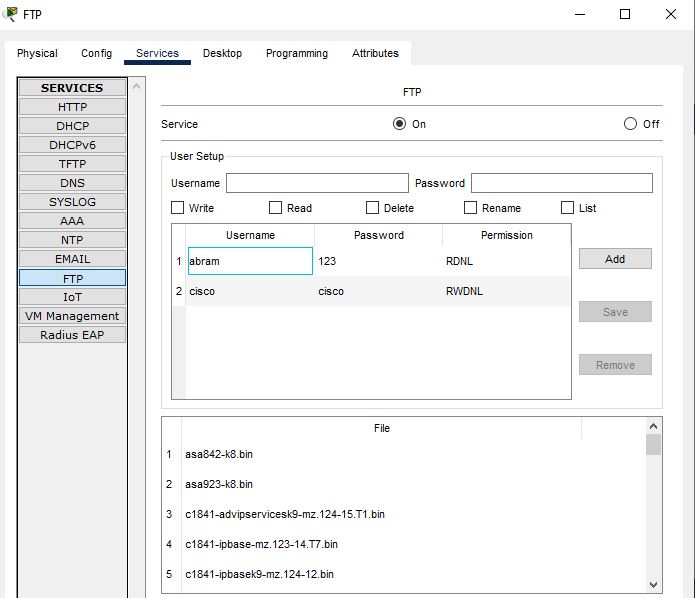 FTP
Physical Config Services Desktop Programming Attributes
SERVICES
HTTP
DHCP
DHCPv6
TFTP
DNS
SYSLOG
AAA
NTP
EMAIL
FTP
IoT
VM Management
Radius EAP
FTP
Service On Off
User Setup
Username Password
Write Read Delete Rename List
Username Password Permission
1 abram 123 RDNL
2 cisco cisco RWDNL
Add
Save
Remove
File
1 asa842-k8.bin
2 asa923-k8.bin
3 c1841-advipservicesk9-mz.124-15.T1.bin
4 c1841-ipbase-mz.123-14.T7.bin
5 c1841-ipbasek9-mz.124-12.bin